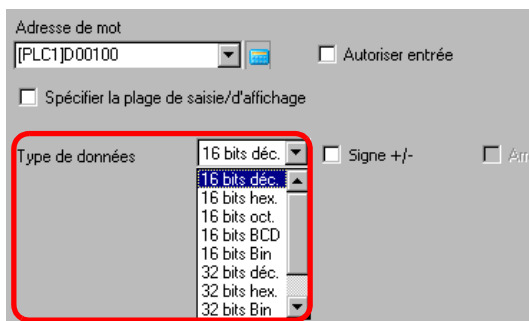 Adresse de mot
[PLC1]D00100
Autoriser entrée
Spécifier la plage de saisie/d'affichage
Type de données 16 bits déc. Signe +/-
16 bits déc.
16 bits hex.
16 bits oct.
16 bits BCD
16 bits Bin
32 bits déc.
32 bits hex.
32 bits Bin